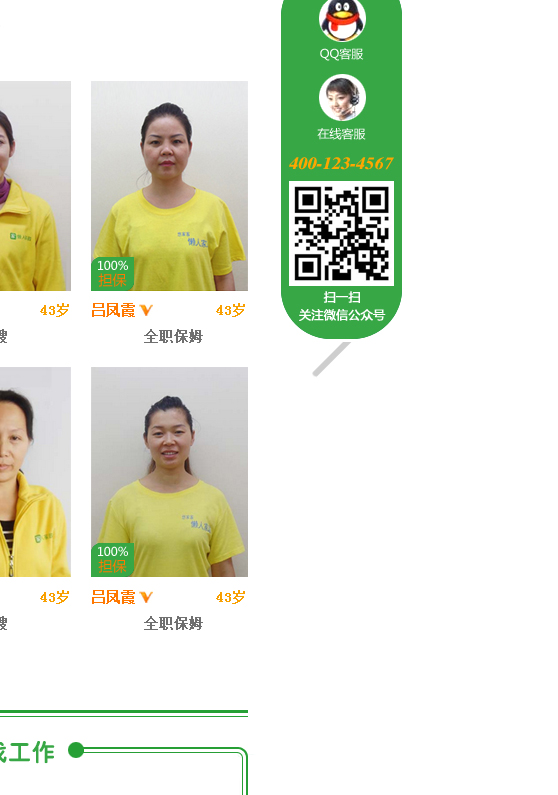 QQ客服
在线客服
400-123-4567
扫一扫
关注微信公众号
100%
担保
43岁
吕凤霞
43岁
嫂
全职保姆
100%
担保
43岁
吕凤霞
43岁
嫂
全职保姆
找工作